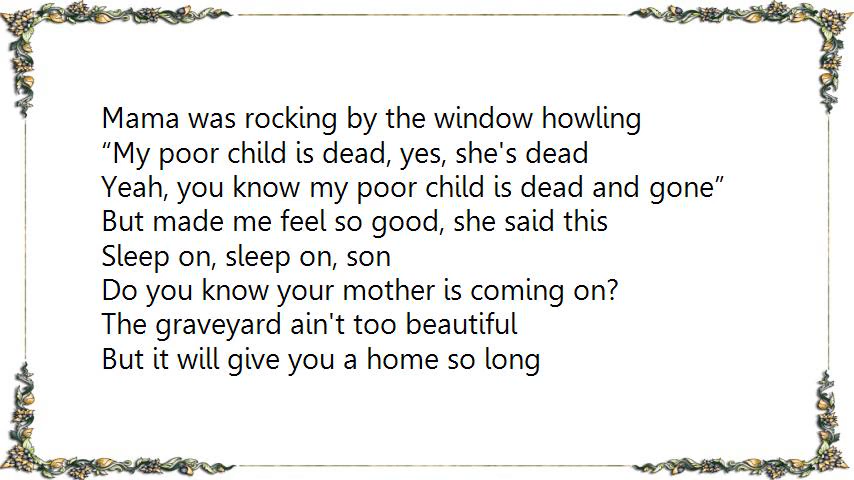 Mama was rocking by the window howling
“My poor child is dead, yes, she's dead
Yeah, you know my poor child is dead and gone”
But made me feel so good, she said this
Sleep on, sleep on, son
Do you know your mother is coming on?
The graveyard ain't too beautiful
But it will give you a home so long